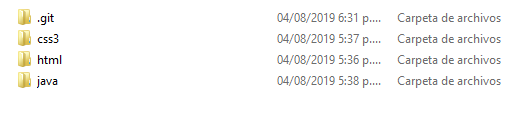 .git 04/08/2019 6:31 p.... Carpeta de archivos
css3 04/08/2019 5:37 p.... Carpeta de archivos
html 04/08/2019 5:36 p.... Carpeta de archivos
java 04/08/2019 5:38 p.... Carpeta de archivos